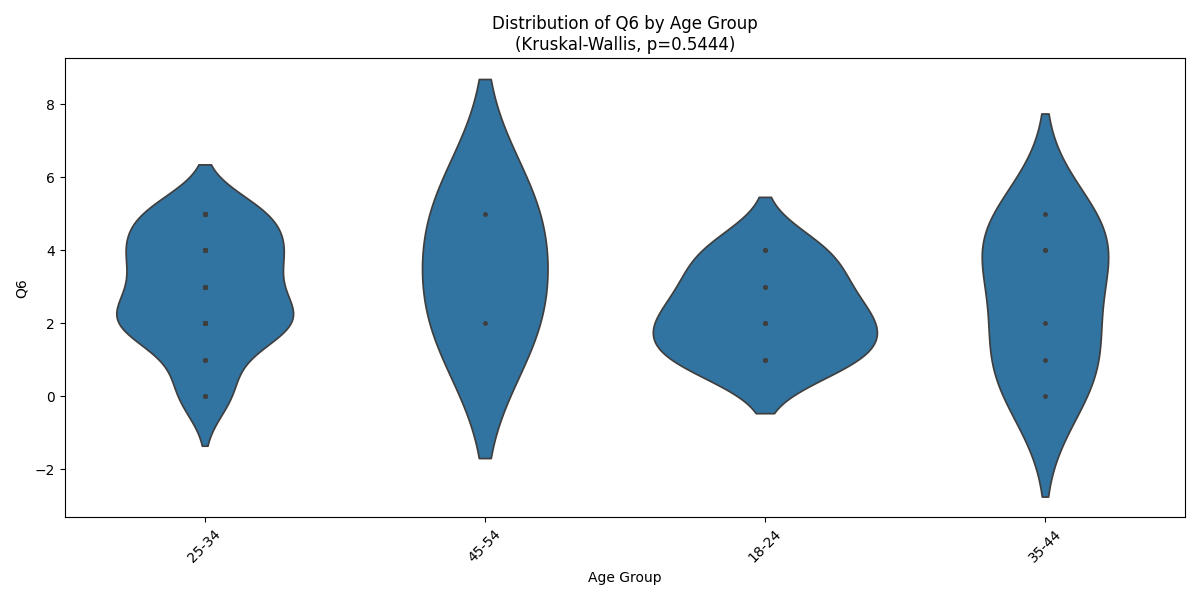 Distribution of Q6 by Age Group
(Kruskal-Wallis, p=0.5444)
8
6
4
2
0
−2
Q6
25-34
45-54
18-24
35-44
Age Group